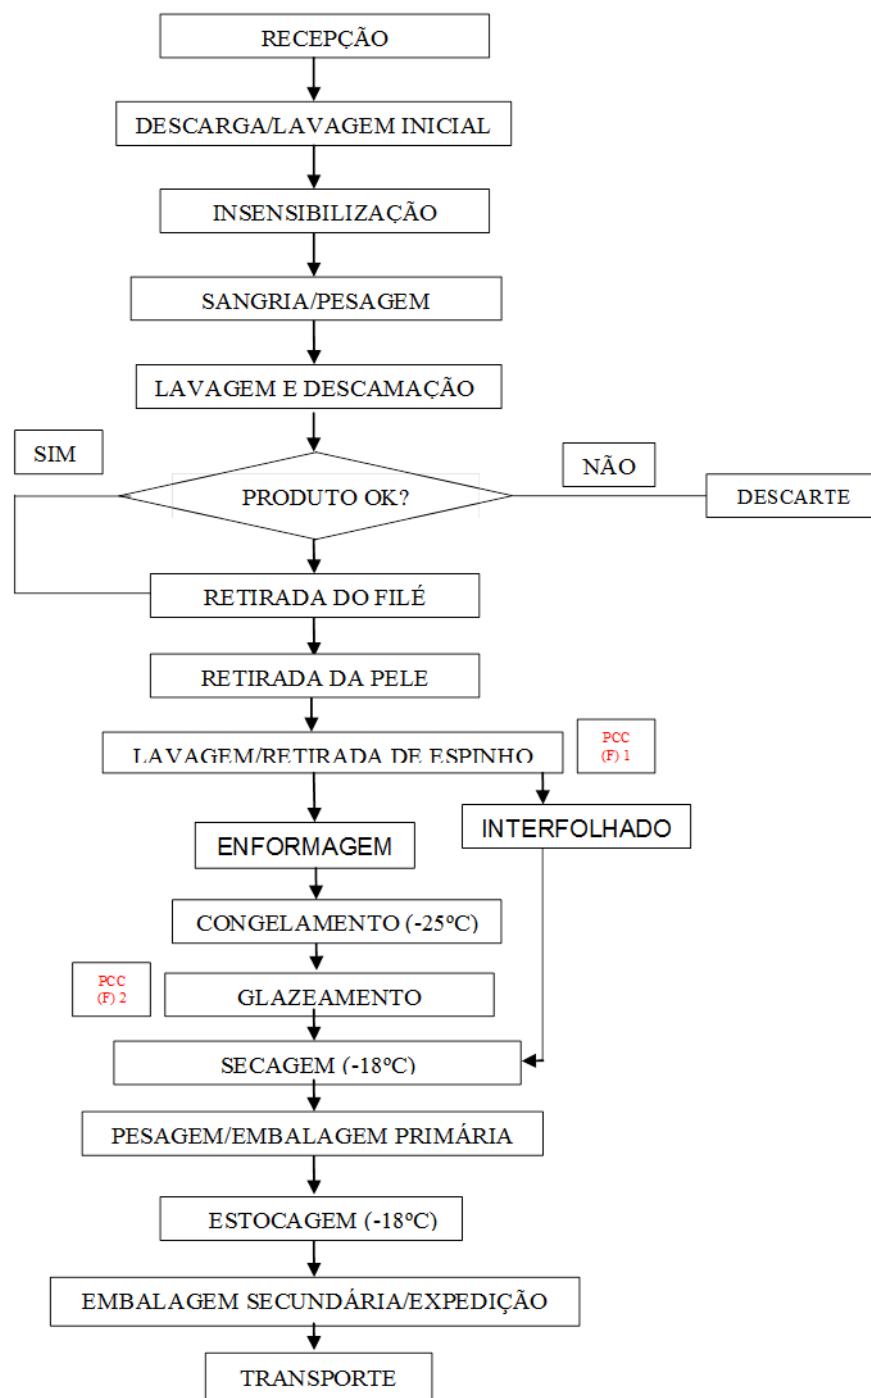 RECEPÇÃO
DESCARGA/LAVAGEM INICIAL
INSENSIBILIZAÇÃO
SANGRIA/PESAGEM
LAVAGEM E DESCAMAÇÃO
SIM
NÃO
PRODUTO OK?
DESCARTE
RETIRADA DO FILÉ
RETIRADA DA PELE
LAVAGEM/RETIRADA DE ESPINHO
PCC
(F) 1
INTERFOLHADO
ENFORMAGEM
CONGELAMENTO (-25ºC)
PCC
(F) 2
GLAZEAMENTO
SECAGEM (-18ºC)
PESAGEM/EMBALAGEM PRIMÁRIA
ESTOCAGEM (-18ºC)
EMBALAGEM SECUNDÁRIA/EXPEDIÇÃO
TRANSPORTE